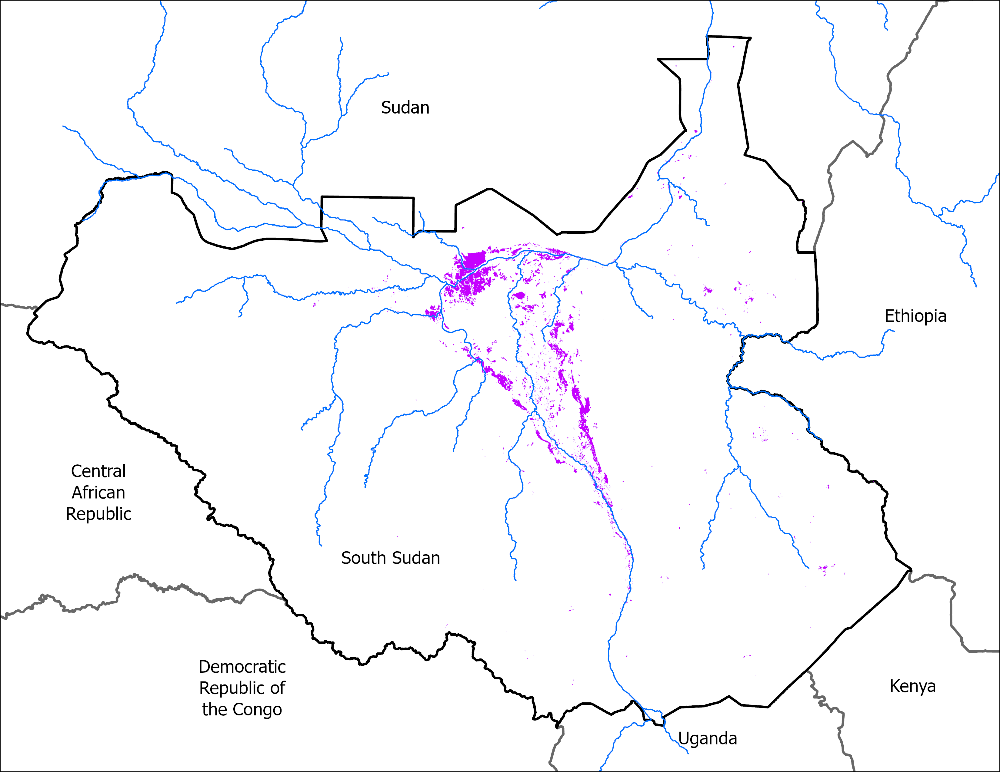 Sudan
Ethiopia
Central
African
Republic
South Sudan
Democratic
Republic of
the Congo
Kenya
Uganda